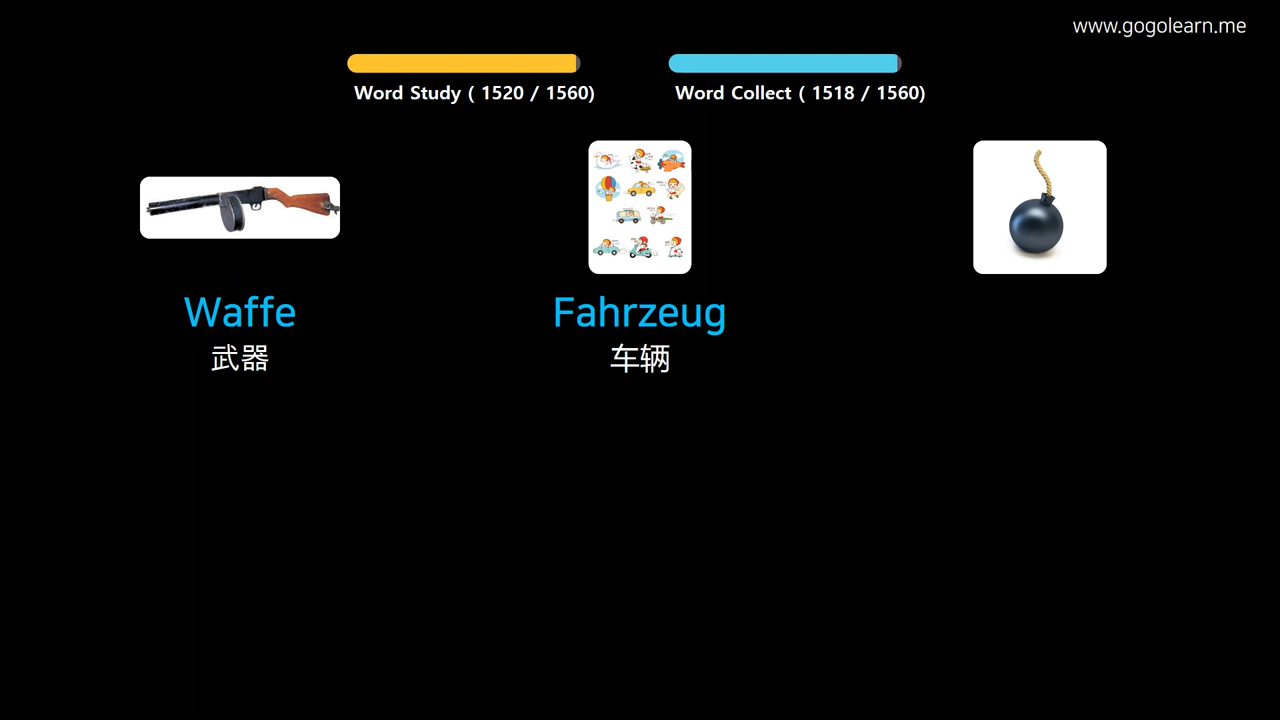 www.gogolearn.me
Word Study ( 1520 / 1560)
Word Collect ( 1518 / 1560)
Waffe
武器
Fahrzeug
车辆